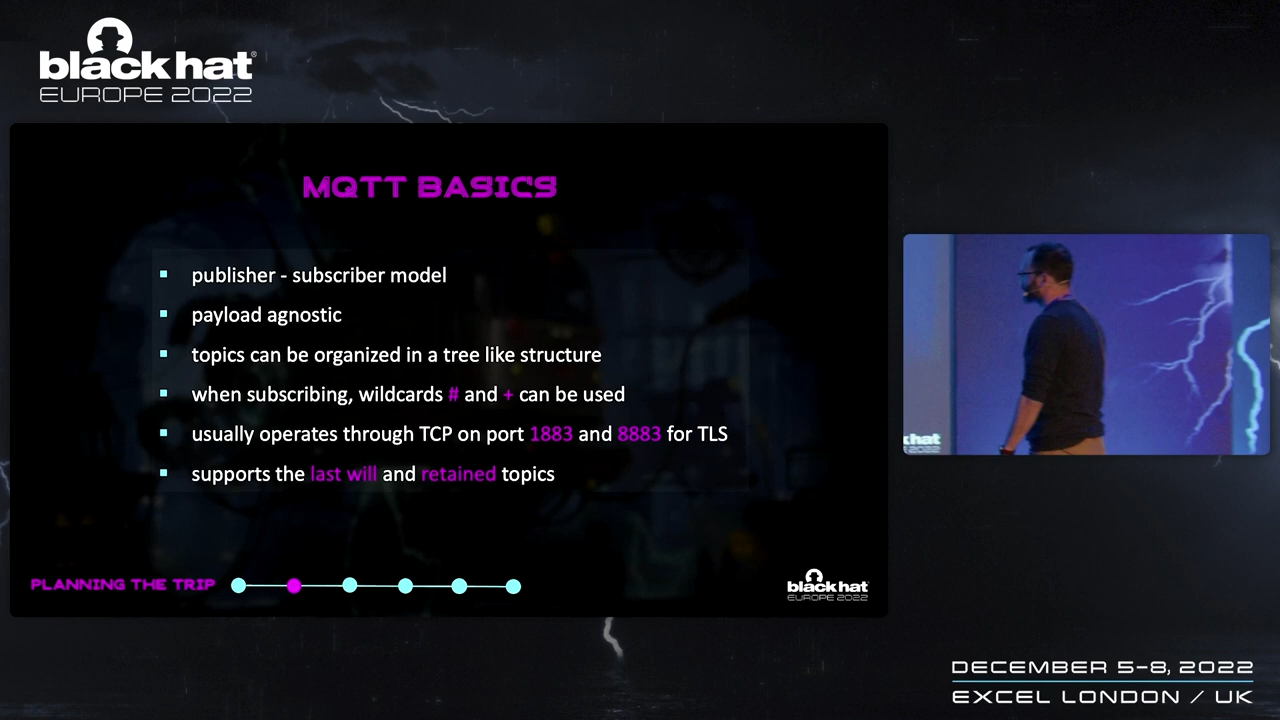 black hat®
EUROPE 2022
MQTT BASICS
publisher - subscriber model
payload agnostic
topics can be organized in a tree like structure
when subscribing, wildcards # and + can be used
usually operates through TCP on port 1883 and 8883 for TLS
supports the last will and retained topics
PLANNING THE TRIP
black hat
EUROPE 2022
k hat
2022
DECEMBER 5-8, 2022
EXCEL LONDON / UK